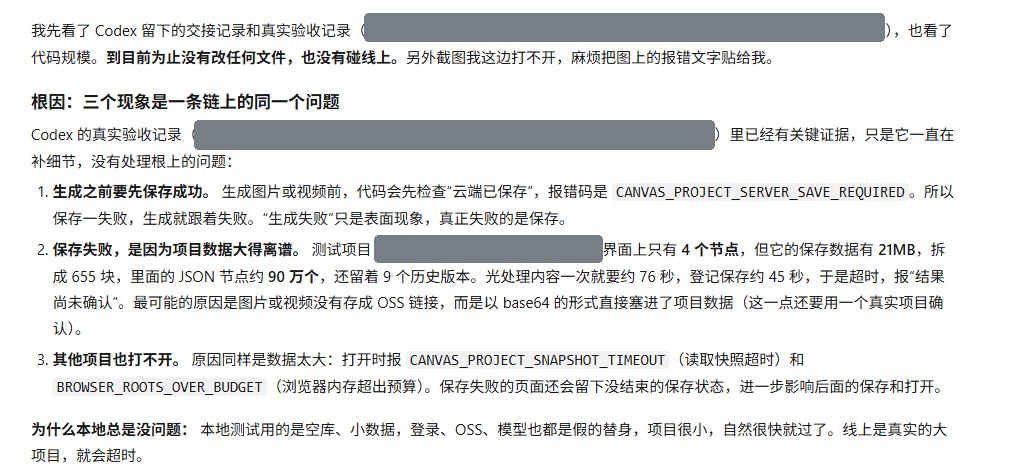 我先看了 Codex 留下的交接记录和真实验收记录（），也看了
代码规模。到目前为止没有改任何文件，也没有碰线上。另外截图我这边打不开，麻烦把图上的报错文字贴给我。
根因：三个现象是一条链上的同一个问题
Codex 的真实验收记录（）里已经有关键证据，只是它一直在
补细节，没有处理根上的问题：
1. 生成之前要先保存成功。 生成图片或视频前，代码会先检查“云端已保存”，报错码是 CANVAS_PROJECT_SERVER_SAVE_REQUIRED。所以
保存一失败，生成就跟着失败。“生成失败”只是表面现象，真正失败的是保存。
2. 保存失败，是因为项目数据大得离谱。 测试项目 界面上只有 4 个节点，但它的保存数据有 21MB，拆
成 655 块，里面的 JSON 节点约 90 万个，还留着 9 个历史版本。光处理内容一次就要约 76 秒，登记保存约 45 秒，于是超时，报“结果
尚未确认”。最可能的原因是图片或视频没有存成 OSS 链接，而是以 base64 的形式直接塞进了项目数据（这一点还要用一个真实项目确
认）。
3. 其他项目也打不开。 原因同样是数据太大：打开时报 CANVAS_PROJECT_SNAPSHOT_TIMEOUT（读取快照超时）和
BROWSER_ROOTS_OVER_BUDGET（浏览器内存超出预算）。保存失败的页面还会留下没结束的保存状态，进一步影响后面的保存和打开。
为什么本地总是没问题： 本地测试用的是空库、小数据，登录、OSS、模型也都是假的替身，项目很小，自然很快就过了。线上是真实的大
项目，就会超时。